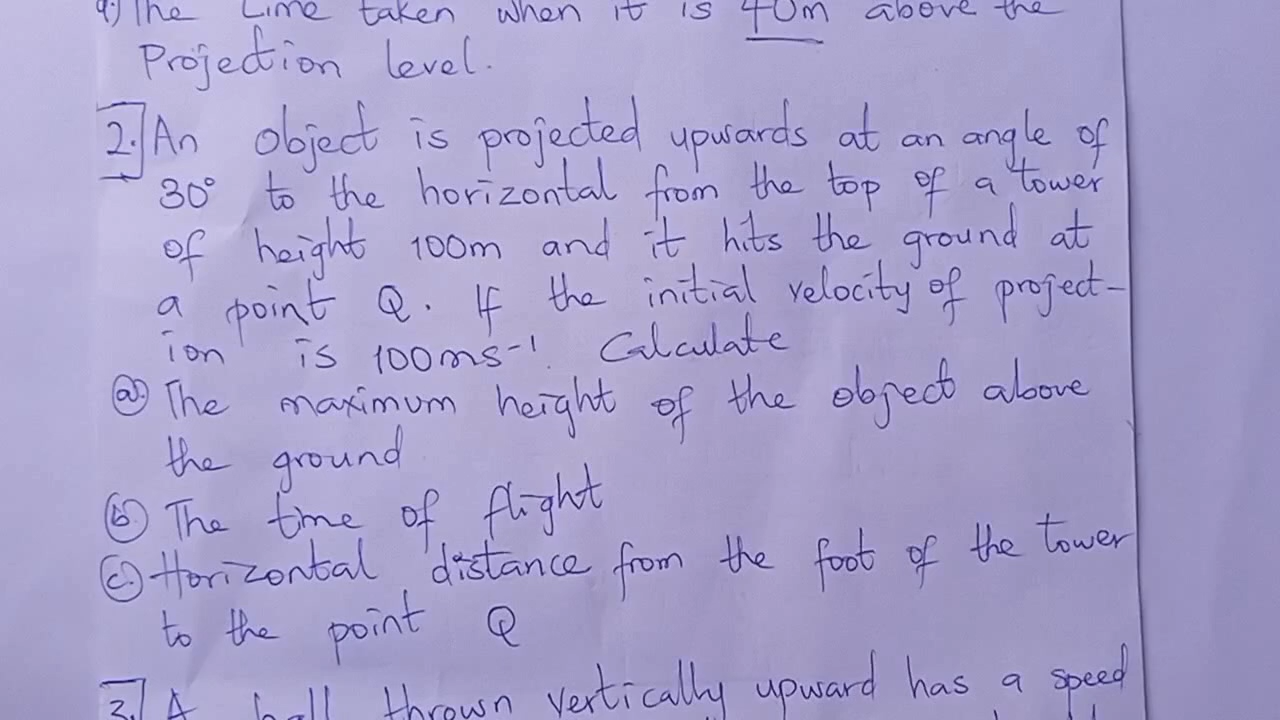 The time taken when it is 40m above the
Projection level.
2. An object is projected upwards at an angle of
30° to the horizontal from the top of a tower
of height 100m and it hits the ground at
a point Q. If the initial velocity of project-
ion is 100ms⁻¹. Calculate
(a) The maximum height of the object above
the ground
(b) The time of flight
(c) Horizontal distance from the foot of the tower
to the point Q
3. A ball thrown vertically upward has a speed